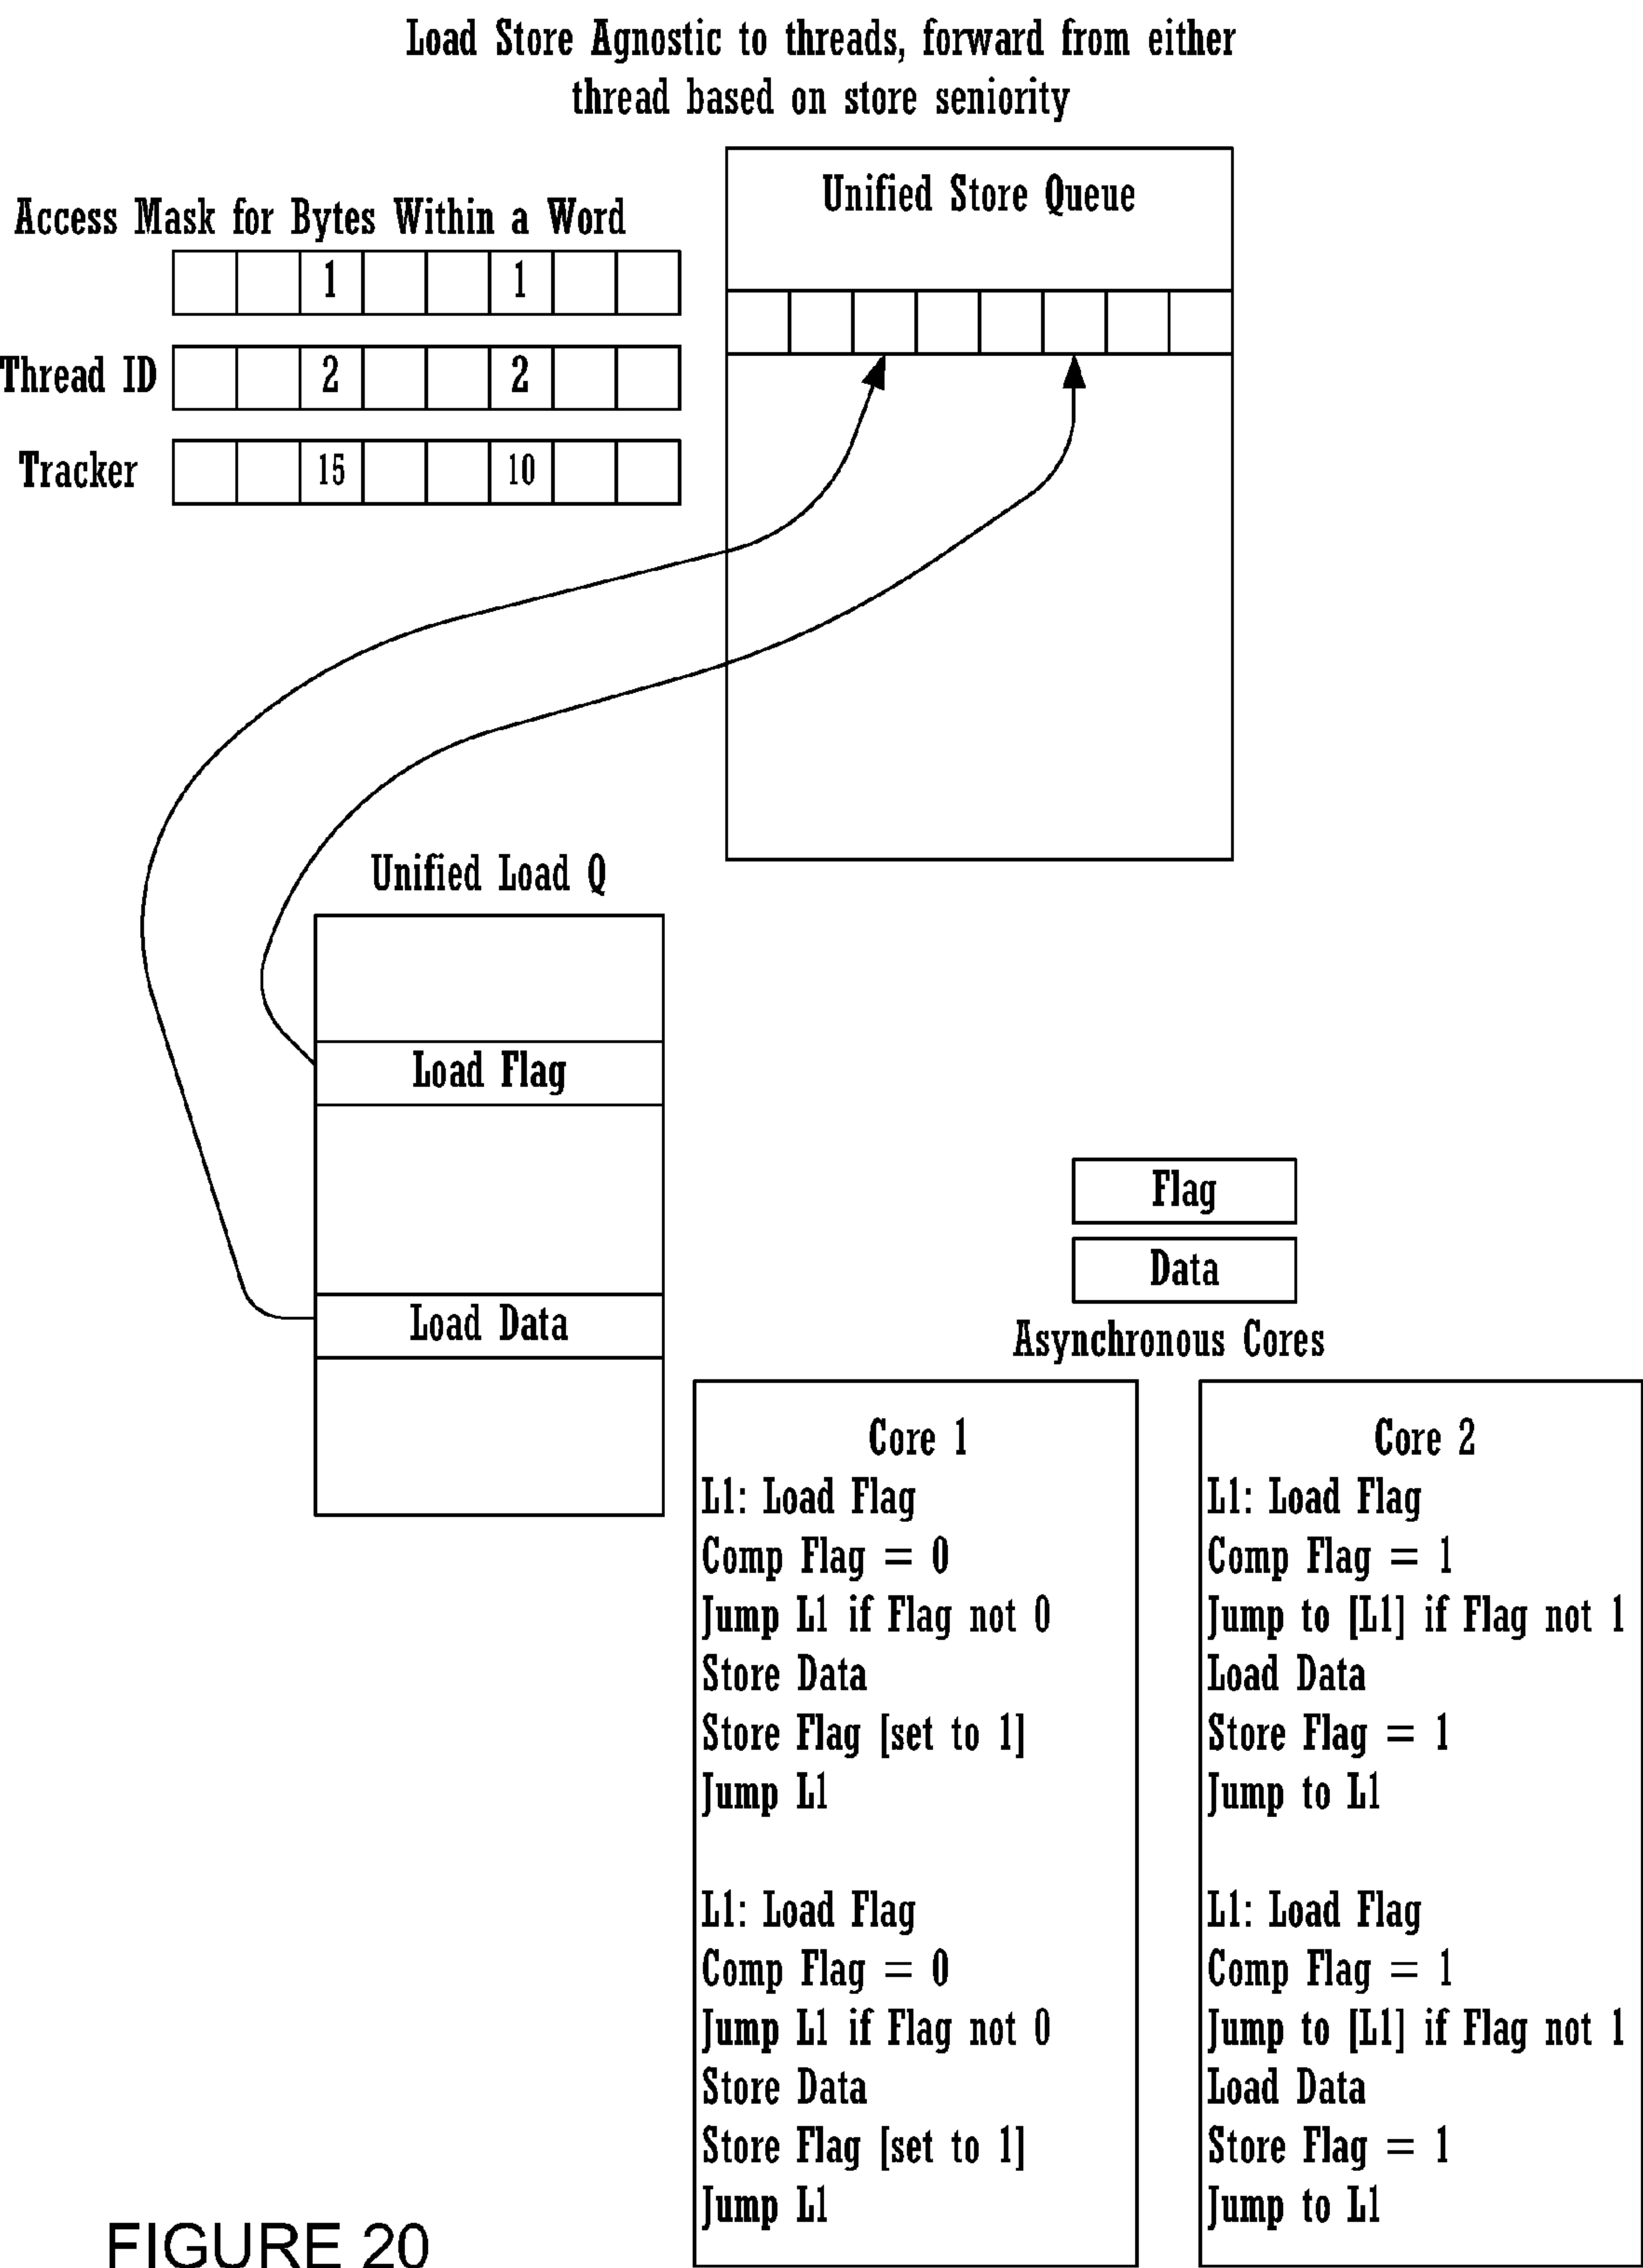 Load Store Agnostic to threads, forward from either
thread based on store seniority
Unified Store Queue
Access Mask for Bytes Within a Word
1 1
Thread ID 2 2
Tracker 15 10
Unified Load Q
Load Flag
Load Data
Flag
Data
Asynchronous Cores
Core 1
L1: Load Flag
Comp Flag = 0
Jump L1 if Flag not 0
Store Data
Store Flag [set to 1]
Jump L1
L1: Load Flag
Comp Flag = 0
Jump L1 if Flag not 0
Store Data
Store Flag [set to 1]
Jump L1
Core 2
L1: Load Flag
Comp Flag = 1
Jump to [L1] if Flag not 1
Load Data
Store Flag = 1
Jump to L1
L1: Load Flag
Comp Flag = 1
Jump to [L1] if Flag not 1
Load Data
Store Flag = 1
Jump to L1
FIGURE 20